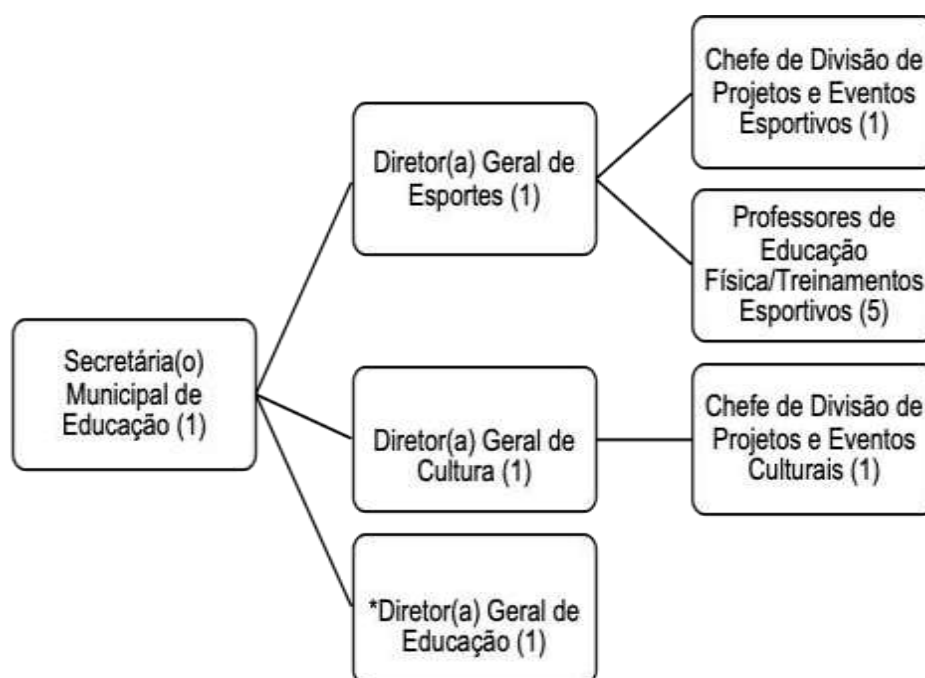 Secretária(o)
Municipal de
Educação (1)
Diretor(a) Geral de
Esportes (1)
Chefe de Divisão de
Projetos e Eventos
Esportivos (1)
Professores de
Educação
Física/Treinamentos
Esportivos (5)
Diretor(a) Geral de
Cultura (1)
Chefe de Divisão de
Projetos e Eventos
Culturais (1)
*Diretor(a) Geral de
Educação (1)